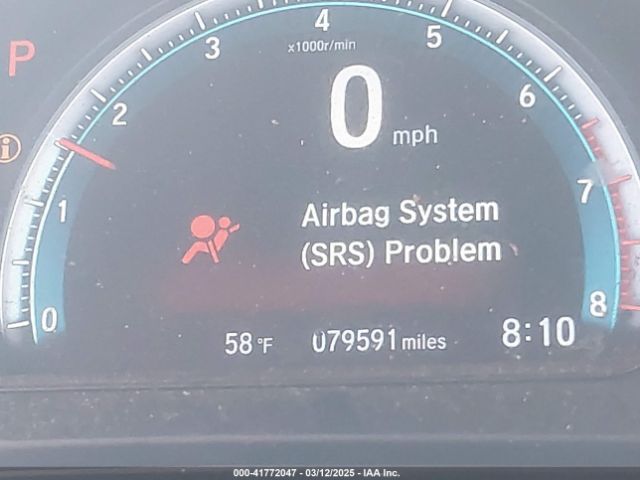 P
4
3
5
x1000r/min
2
6
0 mph
i
1
7
Airbag System
(SRS) Problem
0
8
58°F 079591 miles 8:10
000-41772047 - 03/12/2025 - IAA Inc.